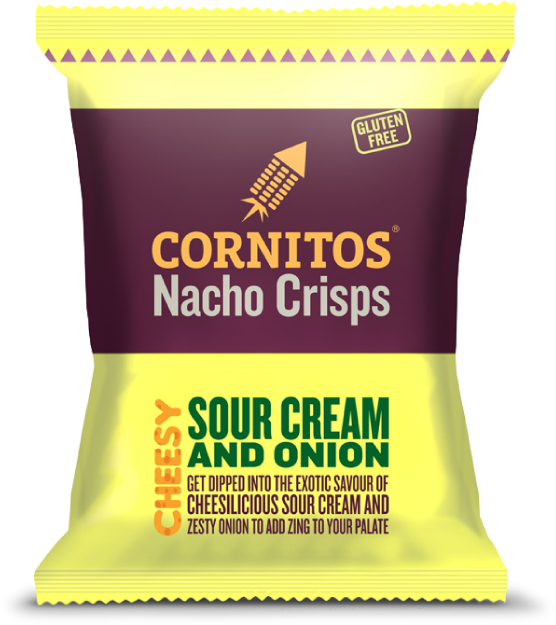 GLUTEN
FREE
CORNITOS®
Nacho Crisps
CHEESY
SOUR CREAM
AND ONION
GET DIPPED INTO THE EXOTIC SAVOUR OF
CHEESILICIOUS SOUR CREAM AND
ZESTY ONION TO ADD ZING TO YOUR PALATE